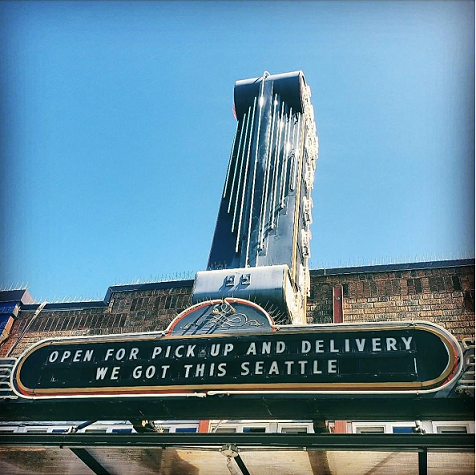 OPEN FOR PICK UP AND DELIVERY
WE GOT THIS SEATTLE